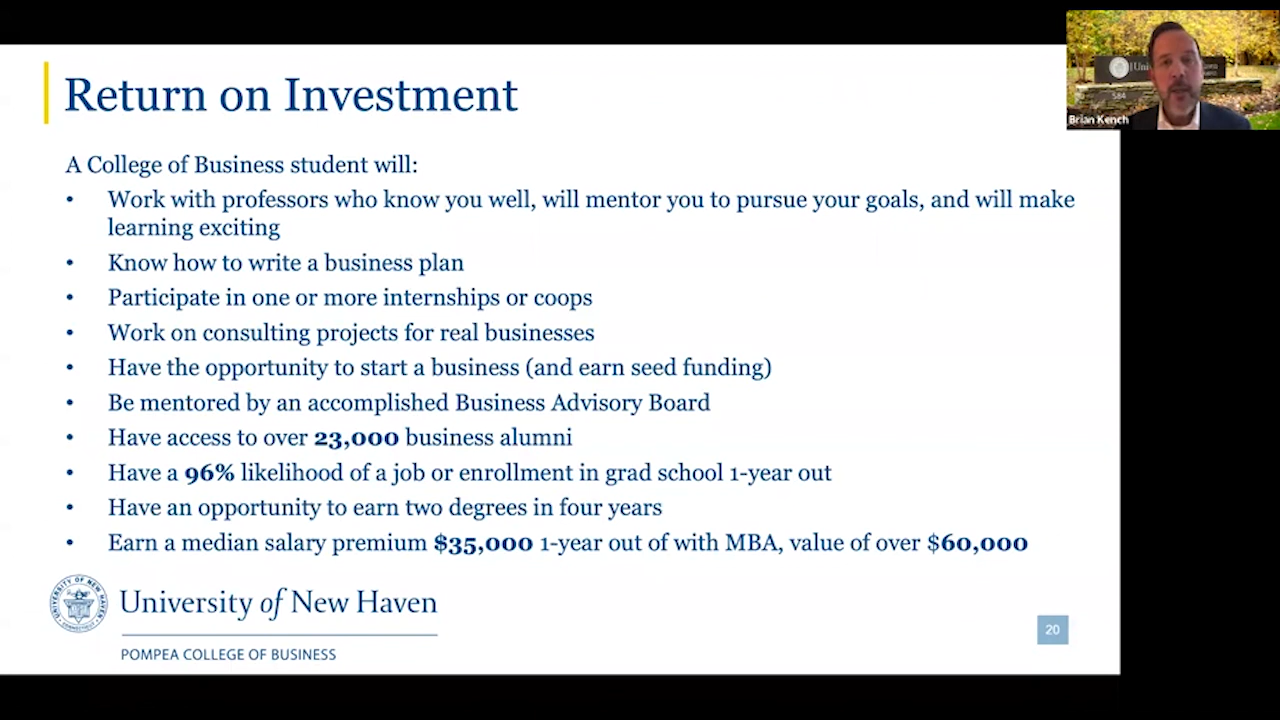 Return on Investment
A College of Business student will:
• Work with professors who know you well, will mentor you to pursue your goals, and will make
learning exciting
• Know how to write a business plan
• Participate in one or more internships or coops
• Work on consulting projects for real businesses
• Have the opportunity to start a business (and earn seed funding)
• Be mentored by an accomplished Business Advisory Board
• Have access to over 23,000 business alumni
• Have a 96% likelihood of a job or enrollment in grad school 1-year out
• Have an opportunity to earn two degrees in four years
• Earn a median salary premium $35,000 1-year out of with MBA, value of over $60,000
UNIVERSITY OF NEW HAVEN
CONNECTICUT
University of New Haven
POMPEA COLLEGE OF BUSINESS
20
584
Brian Kench